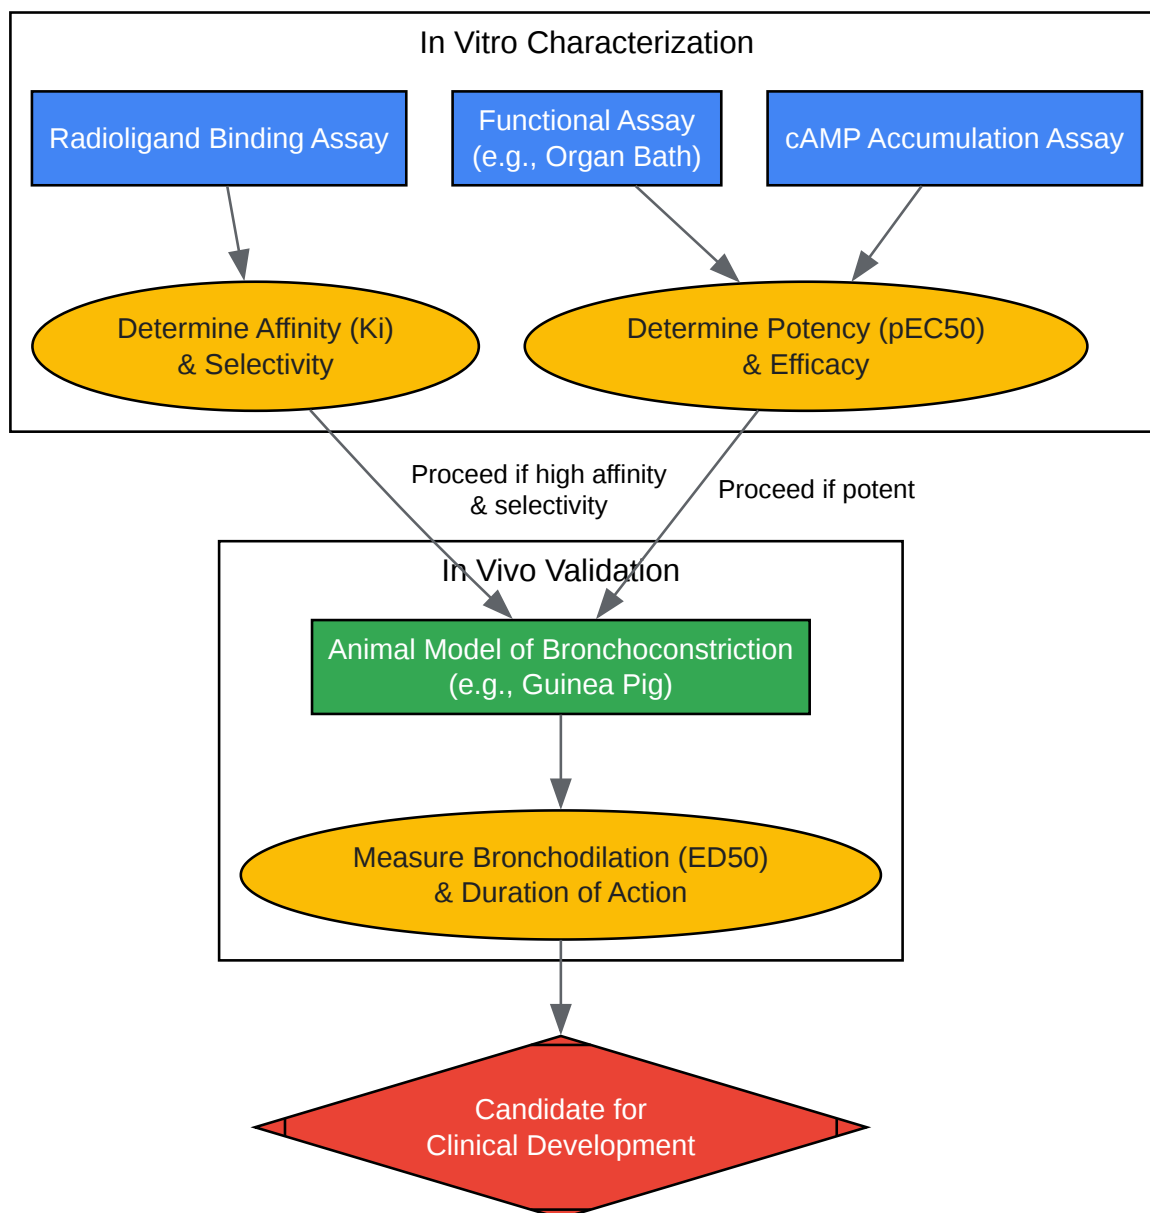 In Vitro Characterization
Radioligand Binding Assay
Functional Assay
(e.g., Organ Bath)
cAMP Accumulation Assay
Determine Affinity (Ki)
& Selectivity
Determine Potency (pEC50)
& Efficacy
Proceed if high affinity
& selectivity
Proceed if potent
In Vivo Validation
Animal Model of Bronchoconstriction
(e.g., Guinea Pig)
Measure Bronchodilation (ED50)
& Duration of Action
Candidate for
Clinical Development